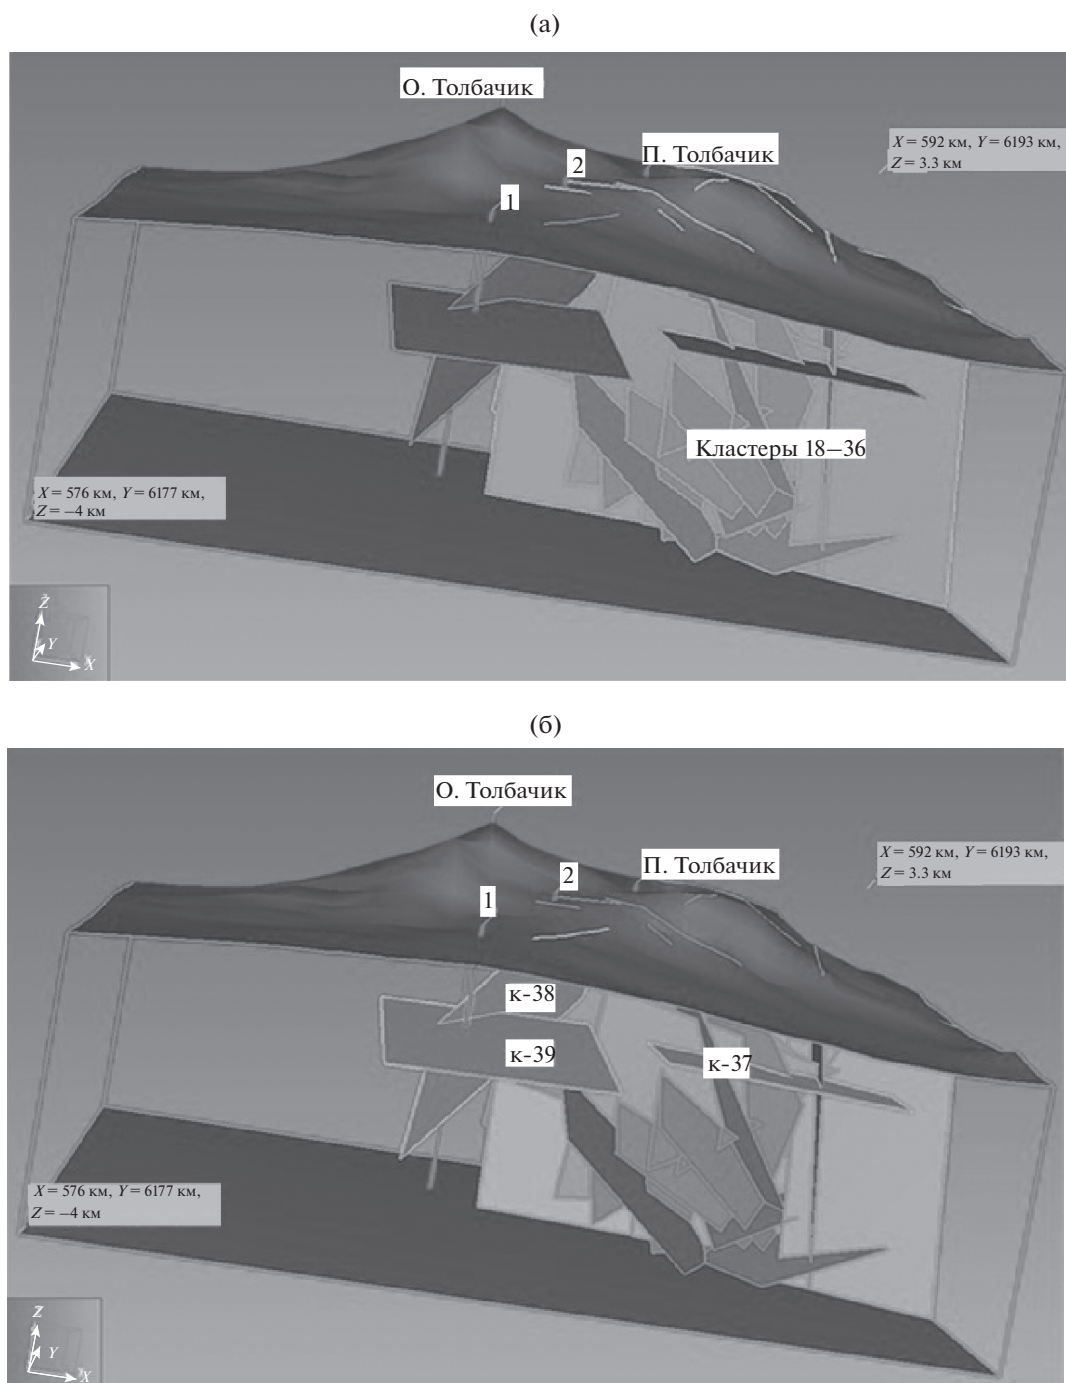 (а)
О. Толбачик
X = 592 км, Y = 6193 км,
Z = 3.3 км
П. Толбачик
2
1
Кластеры 18–36
X = 576 км, Y = 6177 км,
Z = –4 км
Z
Y
X
(б)
О. Толбачик
X = 592 км, Y = 6193 км,
Z = 3.3 км
П. Толбачик
2
1
к-38
к-39
к-37
X = 576 км, Y = 6177 км,
Z = –4 км
Z
Y
X